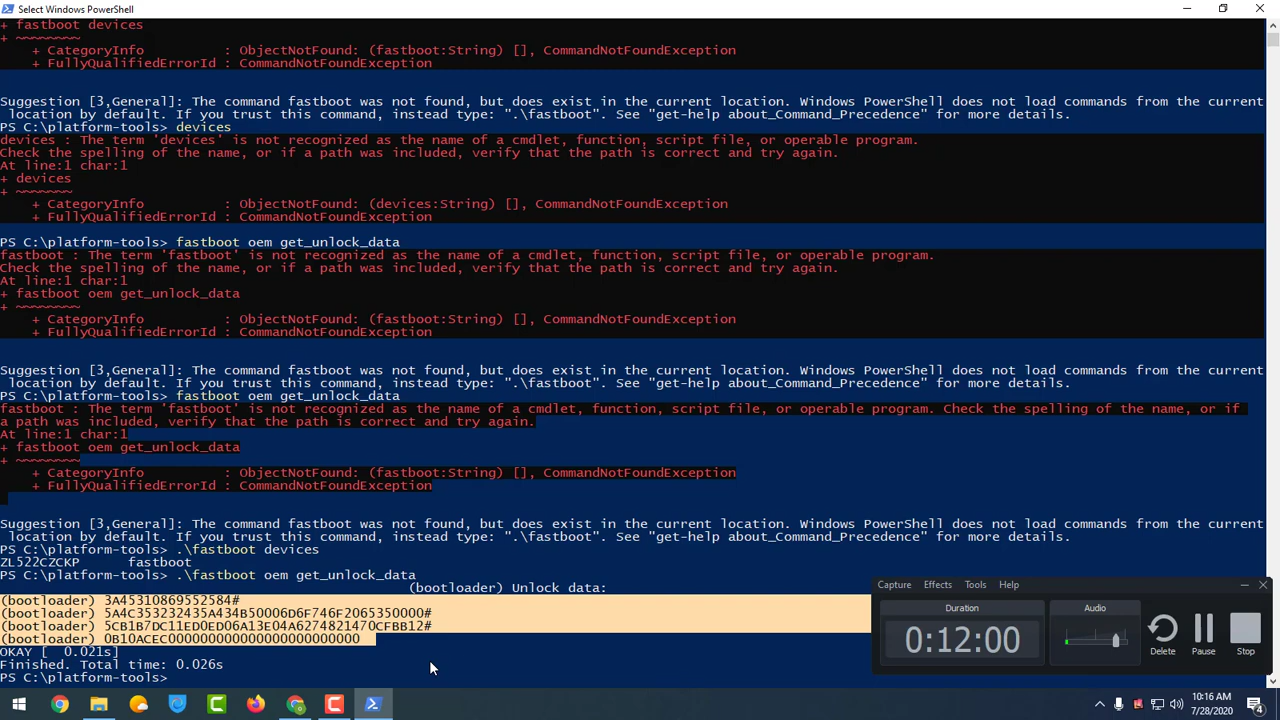 Select Windows PowerShell
+ fastboot devices
+ ~~~~~~~~
    + CategoryInfo          : ObjectNotFound: (fastboot:String) [], CommandNotFoundException
    + FullyQualifiedErrorId : CommandNotFoundException
Suggestion [3,General]: The command fastboot was not found, but does exist in the current location. Windows PowerShell does not load commands from the current
location by default. If you trust this command, instead type: ".\fastboot". See "get-help about_Command_Precedence" for more details.
PS C:\platform-tools> devices
devices : The term 'devices' is not recognized as the name of a cmdlet, function, script file, or operable program.
Check the spelling of the name, or if a path was included, verify that the path is correct and try again.
At line:1 char:1
+ devices
+ ~~~~~~~
    + CategoryInfo          : ObjectNotFound: (devices:String) [], CommandNotFoundException
    + FullyQualifiedErrorId : CommandNotFoundException
PS C:\platform-tools> fastboot oem get_unlock_data
fastboot : The term 'fastboot' is not recognized as the name of a cmdlet, function, script file, or operable program.
Check the spelling of the name, or if a path was included, verify that the path is correct and try again.
At line:1 char:1
+ fastboot oem get_unlock_data
+ ~~~~~~~~
    + CategoryInfo          : ObjectNotFound: (fastboot:String) [], CommandNotFoundException
    + FullyQualifiedErrorId : CommandNotFoundException
Suggestion [3,General]: The command fastboot was not found, but does exist in the current location. Windows PowerShell does not load commands from the current
location by default. If you trust this command, instead type: ".\fastboot". See "get-help about_Command_Precedence" for more details.
PS C:\platform-tools> fastboot oem get_unlock_data
fastboot : The term 'fastboot' is not recognized as the name of a cmdlet, function, script file, or operable program. Check the spelling of the name, or if
a path was included, verify that the path is correct and try again.
At line:1 char:1
+ fastboot oem get_unlock_data
+ ~~~~~~~~
    + CategoryInfo          : ObjectNotFound: (fastboot:String) [], CommandNotFoundException
    + FullyQualifiedErrorId : CommandNotFoundException
Suggestion [3,General]: The command fastboot was not found, but does exist in the current location. Windows PowerShell does not load commands from the current
location by default. If you trust this command, instead type: ".\fastboot". See "get-help about_Command_Precedence" for more details.
PS C:\platform-tools> .\fastboot devices
ZL522CZCKP      fastboot
PS C:\platform-tools> .\fastboot oem get_unlock_data
(bootloader) Unlock data:
(bootloader) 3A45310869552584#
(bootloader) 5A4C353232435A434B50006D6F746F2065350000#
(bootloader) 5CB1B7DC11ED0ED06A13E04A6274821470CFBB12#
(bootloader) 0B10ACEC000000000000000000000000
OKAY [  0.021s]
Finished. Total time: 0.026s
PS C:\platform-tools>
Capture Effects Tools Help
Duration
0:12:00
Audio
Delete
Pause
Stop
10:16 AM
7/28/2020
4